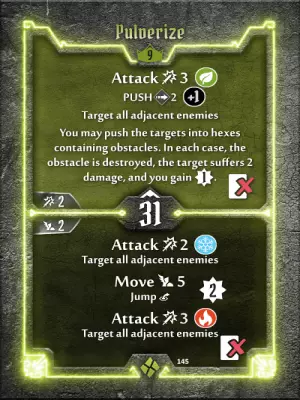 Pulverize
9
Attack 3
PUSH 2 +1
Target all adjacent enemies
You may push the targets into hexes
containing obstacles. In each case, the
obstacle is destroyed, the target suffers 2
damage, and you gain 1.
2
31
2
Attack 2
Target all adjacent enemies
Move 5
Jump
2
Attack 3
Target all adjacent enemies
145